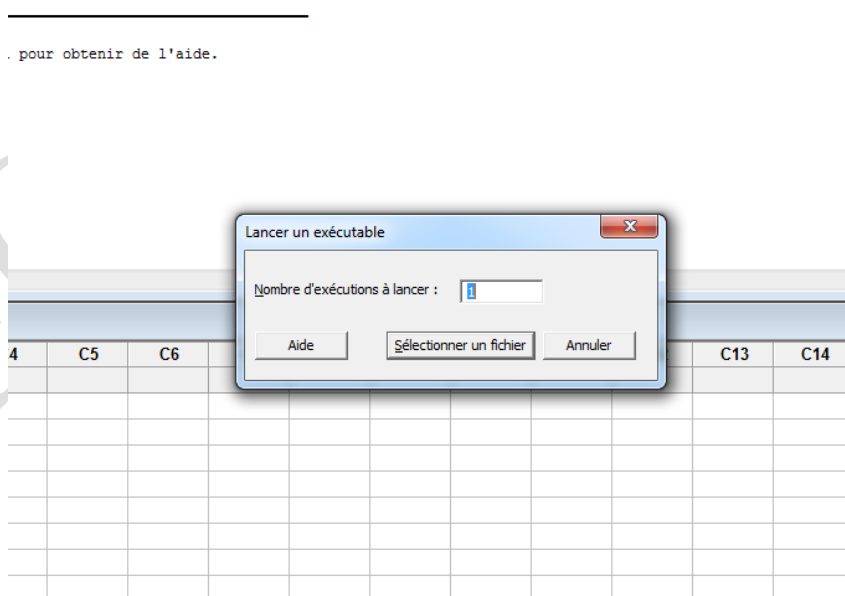 . pour obtenir de l'aide.
Lancer un exécutable
Nombre d'exécutions à lancer : 1
Aide Sélectionner un fichier Annuler
4 C5 C6 C13 C14